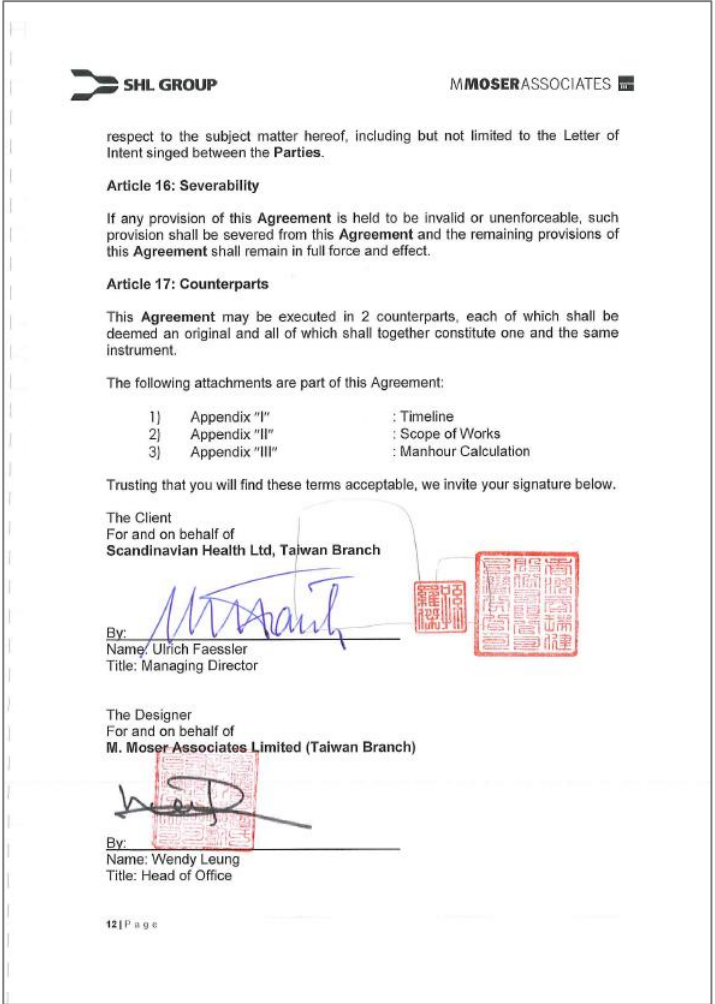 SHL GROUP
MMOSERASSOCIATES
respect to the subject matter hereof, including but not limited to the Letter of
Intent singed between the Parties.
Article 16: Severability
If any provision of this Agreement is held to be invalid or unenforceable, such
provision shall be severed from this Agreement and the remaining provisions of
this Agreement shall remain in full force and effect.
Article 17: Counterparts
This Agreement may be executed in 2 counterparts, each of which shall be
deemed an original and all of which shall together constitute one and the same
instrument.
The following attachments are part of this Agreement:
1) Appendix "I" : Timeline
2) Appendix "II" : Scope of Works
3) Appendix "III" : Manhour Calculation
Trusting that you will find these terms acceptable, we invite your signature below.
The Client
For and on behalf of
Scandinavian Health Ltd, Taiwan Branch
By:
Name: Ulrich Faessler
Title: Managing Director
The Designer
For and on behalf of
M. Moser Associates Limited (Taiwan Branch)
By:
Name: Wendy Leung
Title: Head of Office
12 | Page